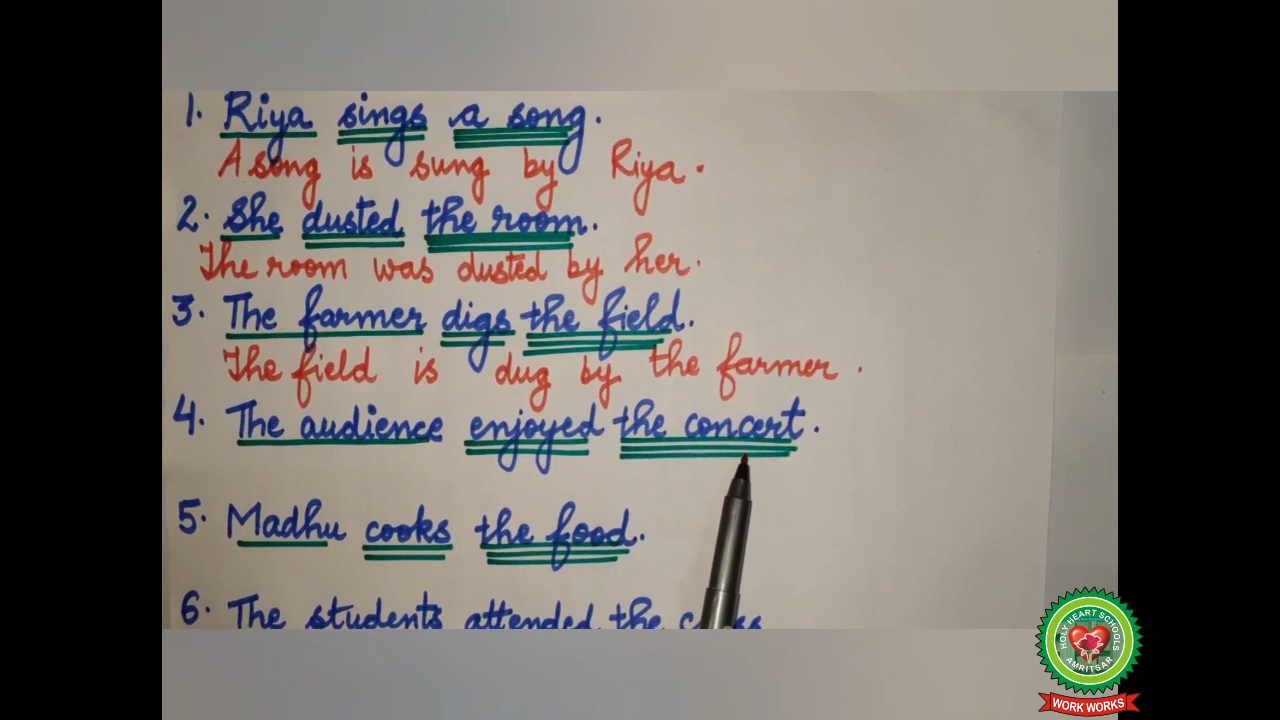 1. Riya sings a song.
A song is sung by Riya.
2. She dusted the room.
The room was dusted by her.
3. The farmer digs the field.
The field is dug by the farmer.
4. The audience enjoyed the concert.
5. Madhu cooks the food.
6. The students attended the
HOLY HEART SCHOOLS
AMRITSAR
WORK WORKS